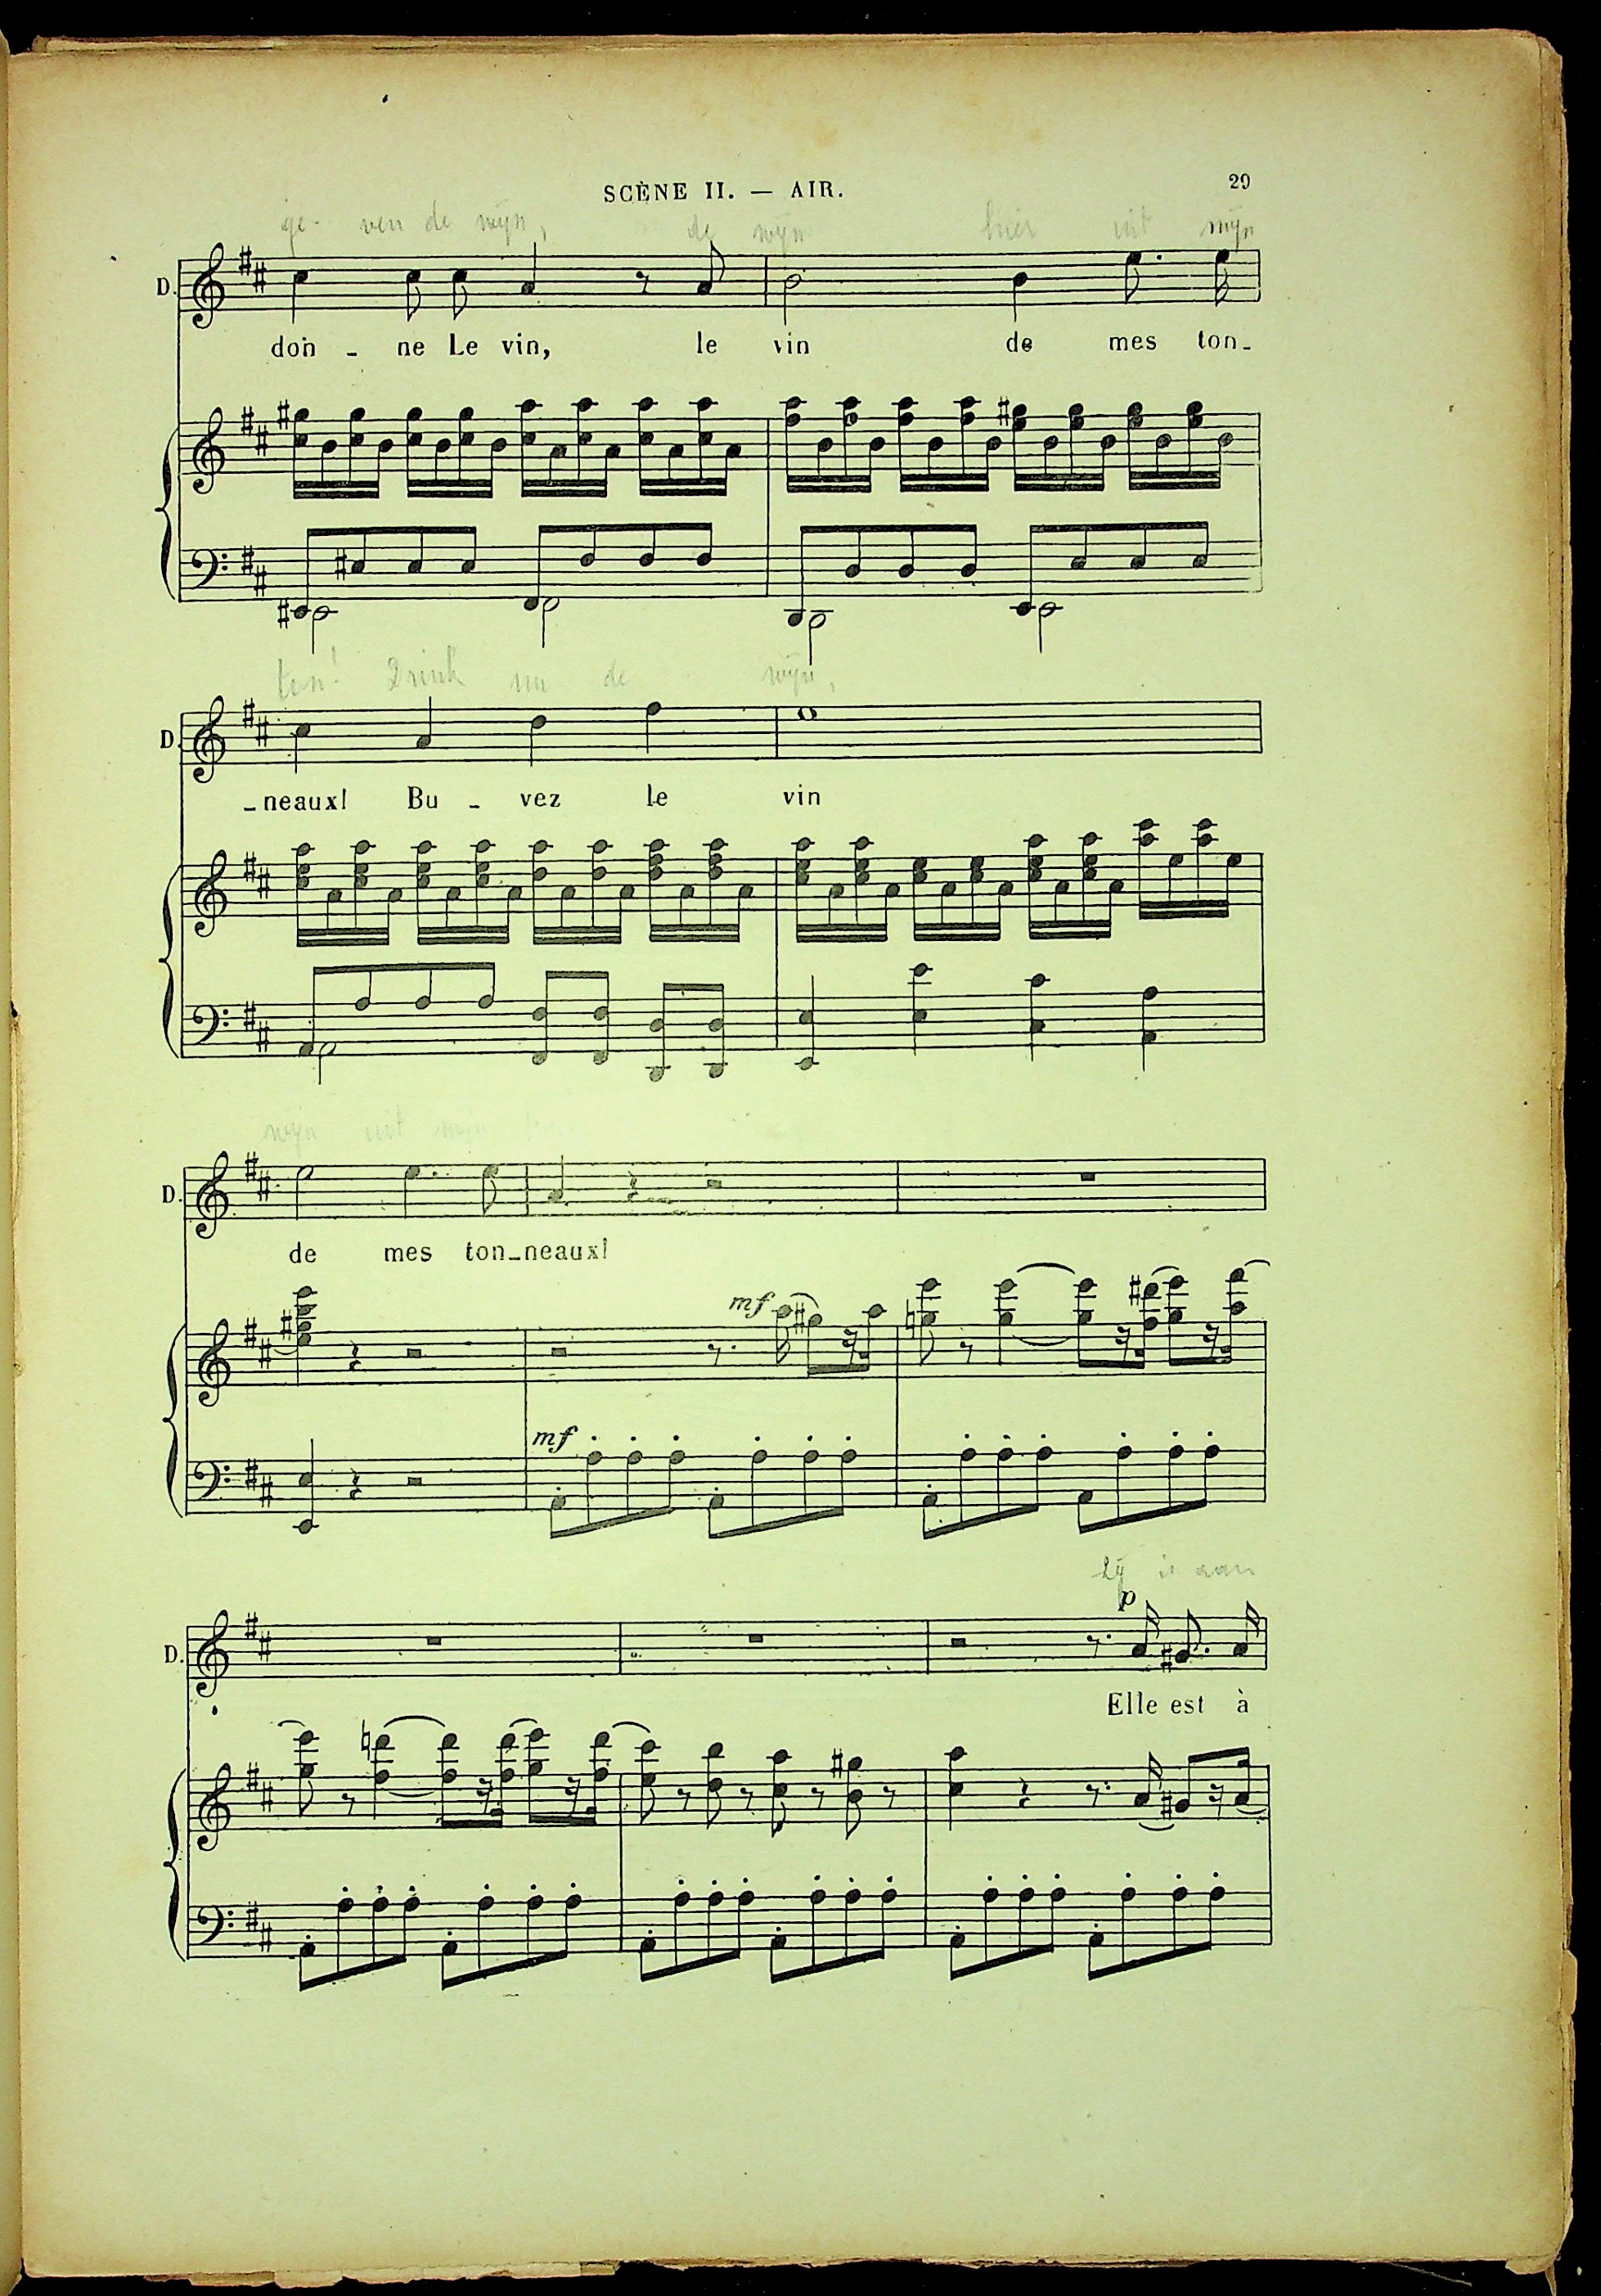 SCÈNE II. — AIR.
29
ge- ven de wijn, de wijn hier uit mijn
D.
don - ne Le vin, le vin de mes ton-
ton! Drink nu de wijn,
D.
-neaux! Bu - vez le vin
wijn uit mijn
D.
de mes ton-neaux!
mf
mf
Zij is aan
p
D.
Elle est à